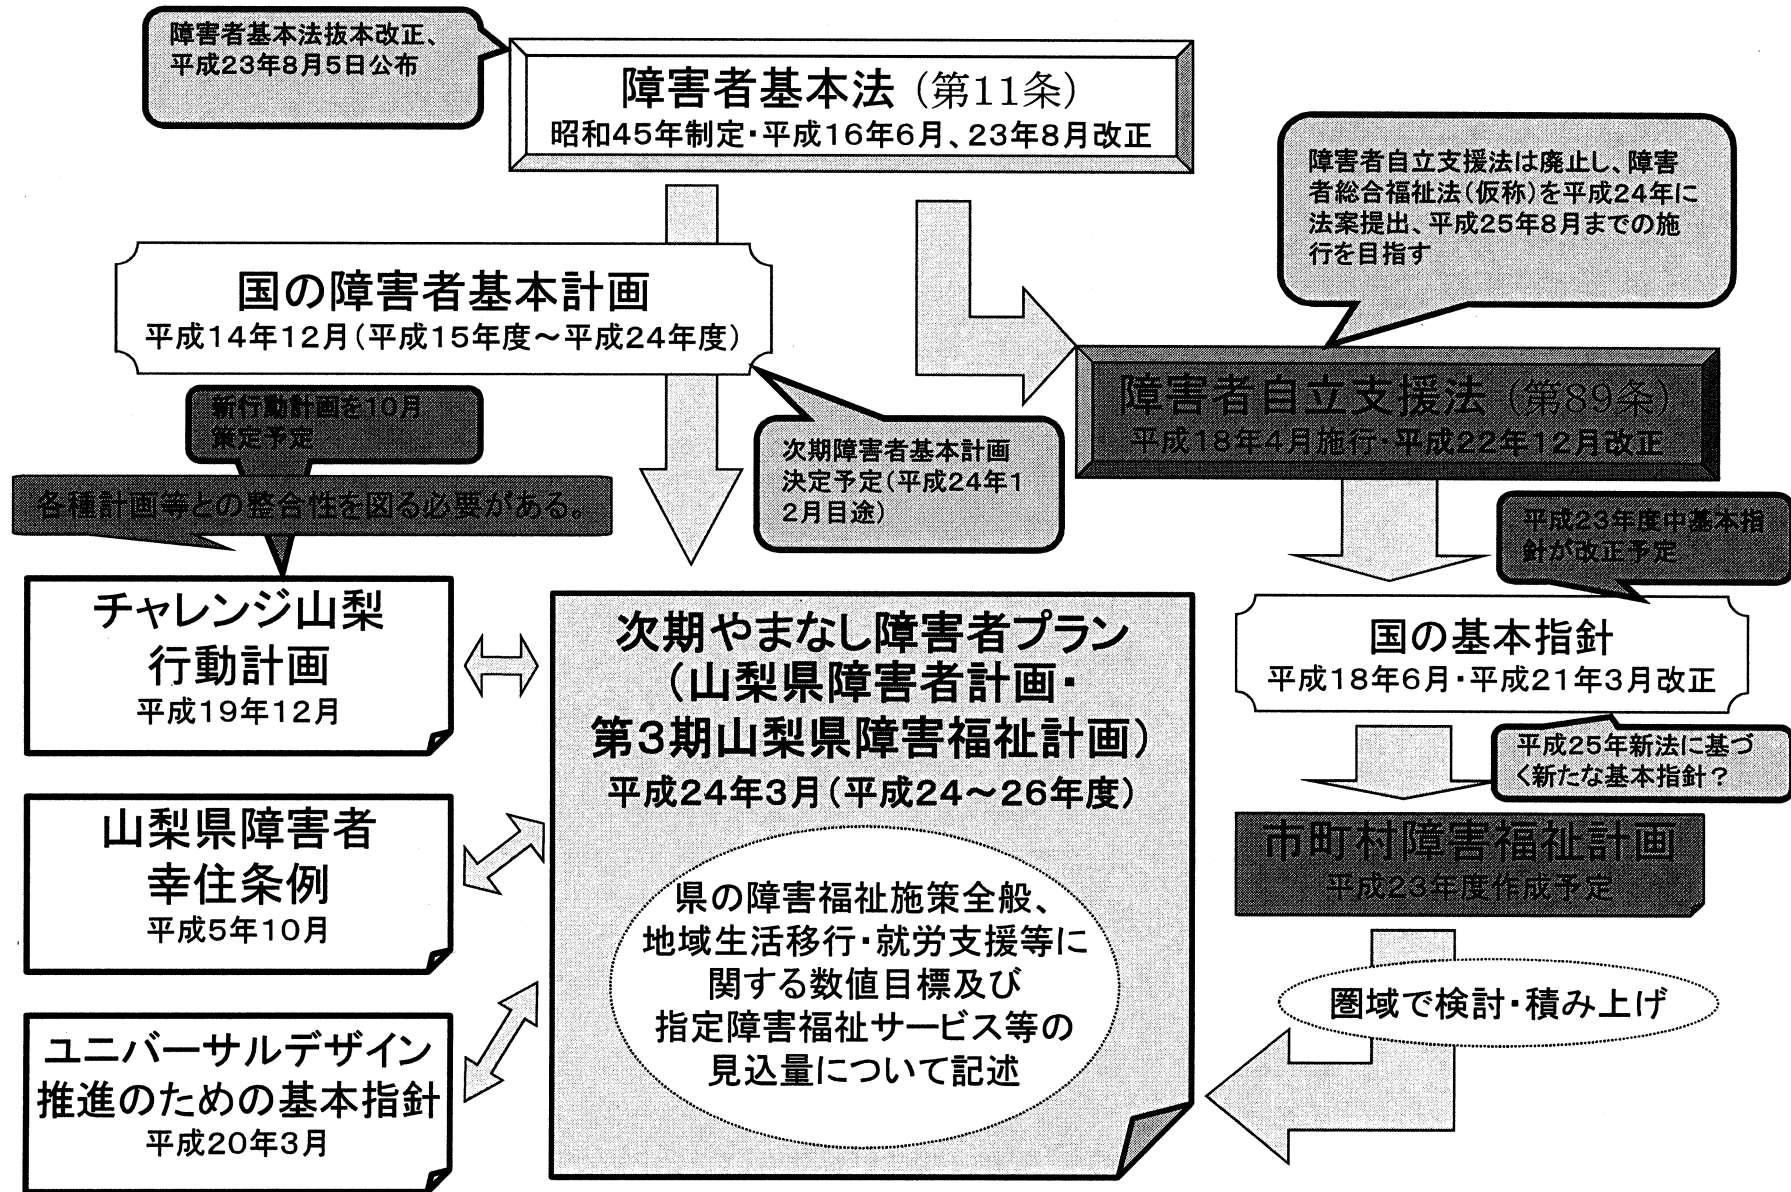 障害者基本法抜本改正、
平成23年8月5日公布
障害者基本法（第11条）
昭和45年制定・平成16年6月、23年8月改正
障害者自立支援法は廃止し、障害
者総合福祉法(仮称)を平成24年に
法案提出、平成25年8月までの施
行を目指す
国の障害者基本計画
平成14年12月(平成15年度～平成24年度)
障害者自立支援法（第89条）
平成18年4月施行・平成22年12月改正
新行動計画を10月
策定予定
次期障害者基本計画
決定予定(平成24年1
2月目途)
各種計画等との整合性を図る必要がある。
平成23年度中基本指
針が改正予定
チャレンジ山梨
行動計画
平成19年12月
次期やまなし障害者プラン
(山梨県障害者計画・
第3期山梨県障害福祉計画)
平成24年3月(平成24～26年度)
国の基本指針
平成18年6月・平成21年3月改正
平成25年新法に基づ
く新たな基本指針？
山梨県障害者
幸住条例
平成5年10月
市町村障害福祉計画
平成23年度作成予定
県の障害福祉施策全般、
地域生活移行・就労支援等に
関する数値目標及び
指定障害福祉サービス等の
見込量について記述
圏域で検討・積み上げ
ユニバーサルデザイン
推進のための基本指針
平成20年3月